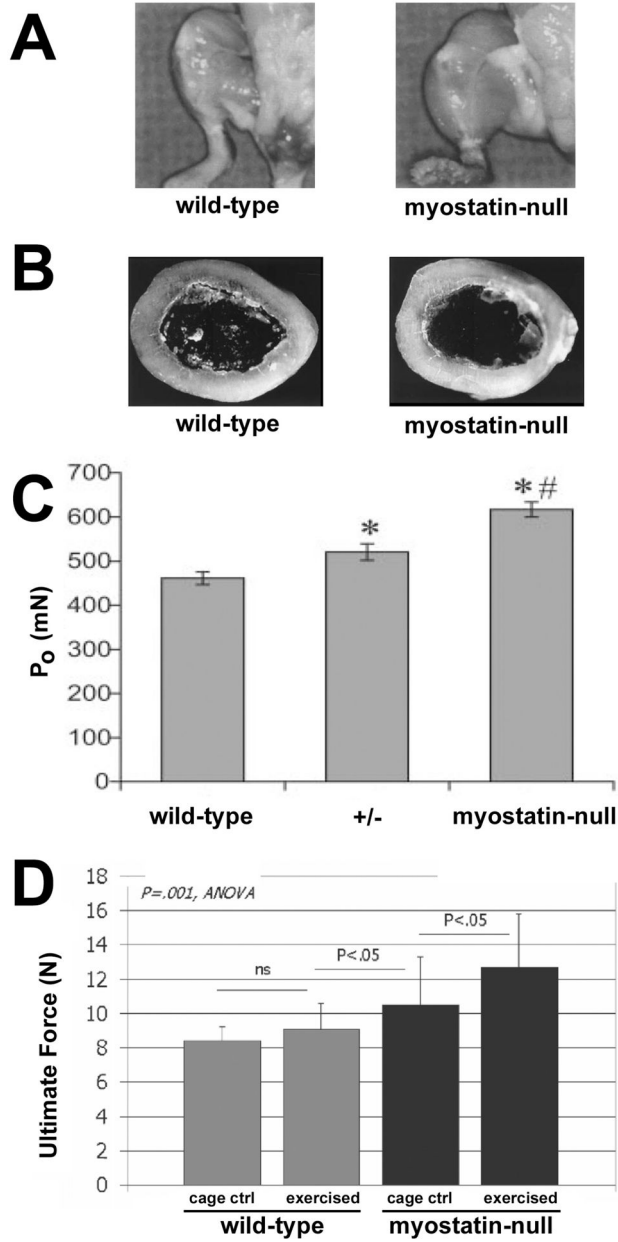 A
wild-type myostatin-null
B
wild-type myostatin-null
C
700
600
500
400
300
200
100
0
Po (mN)
*
*#
wild-type +/- myostatin-null
D
18
16
14
12
10
8
6
4
2
0
Ultimate Force (N)
P=.001, ANOVA
ns
P<.05
P<.05
cage ctrl exercised cage ctrl exercised
wild-type myostatin-null